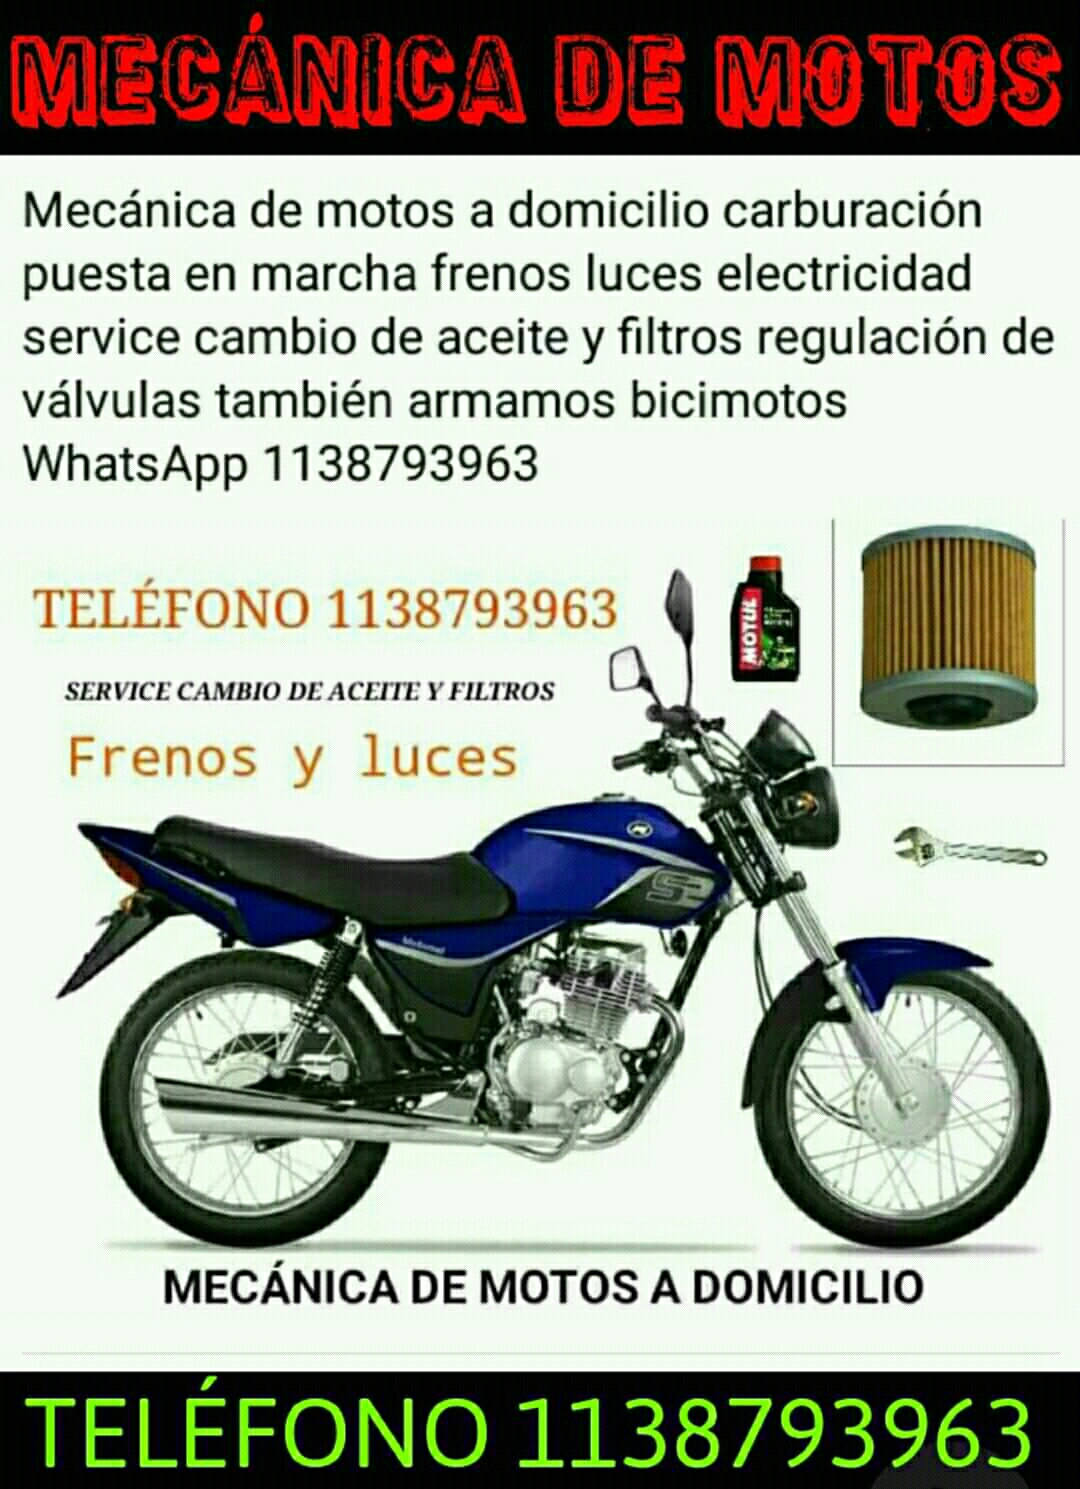 MECÁNICA DE MOTOS
Mecánica de motos a domicilio carburación
puesta en marcha frenos luces electricidad
service cambio de aceite y filtros regulación de
válvulas también armamos bicimotos
WhatsApp 1138793963
TELÉFONO 1138793963
MOTUL
SERVICE CAMBIO DE ACEITE Y FILTROS
Frenos y luces
S2
Motomel
MECÁNICA DE MOTOS A DOMICILIO
TELÉFONO 1138793963